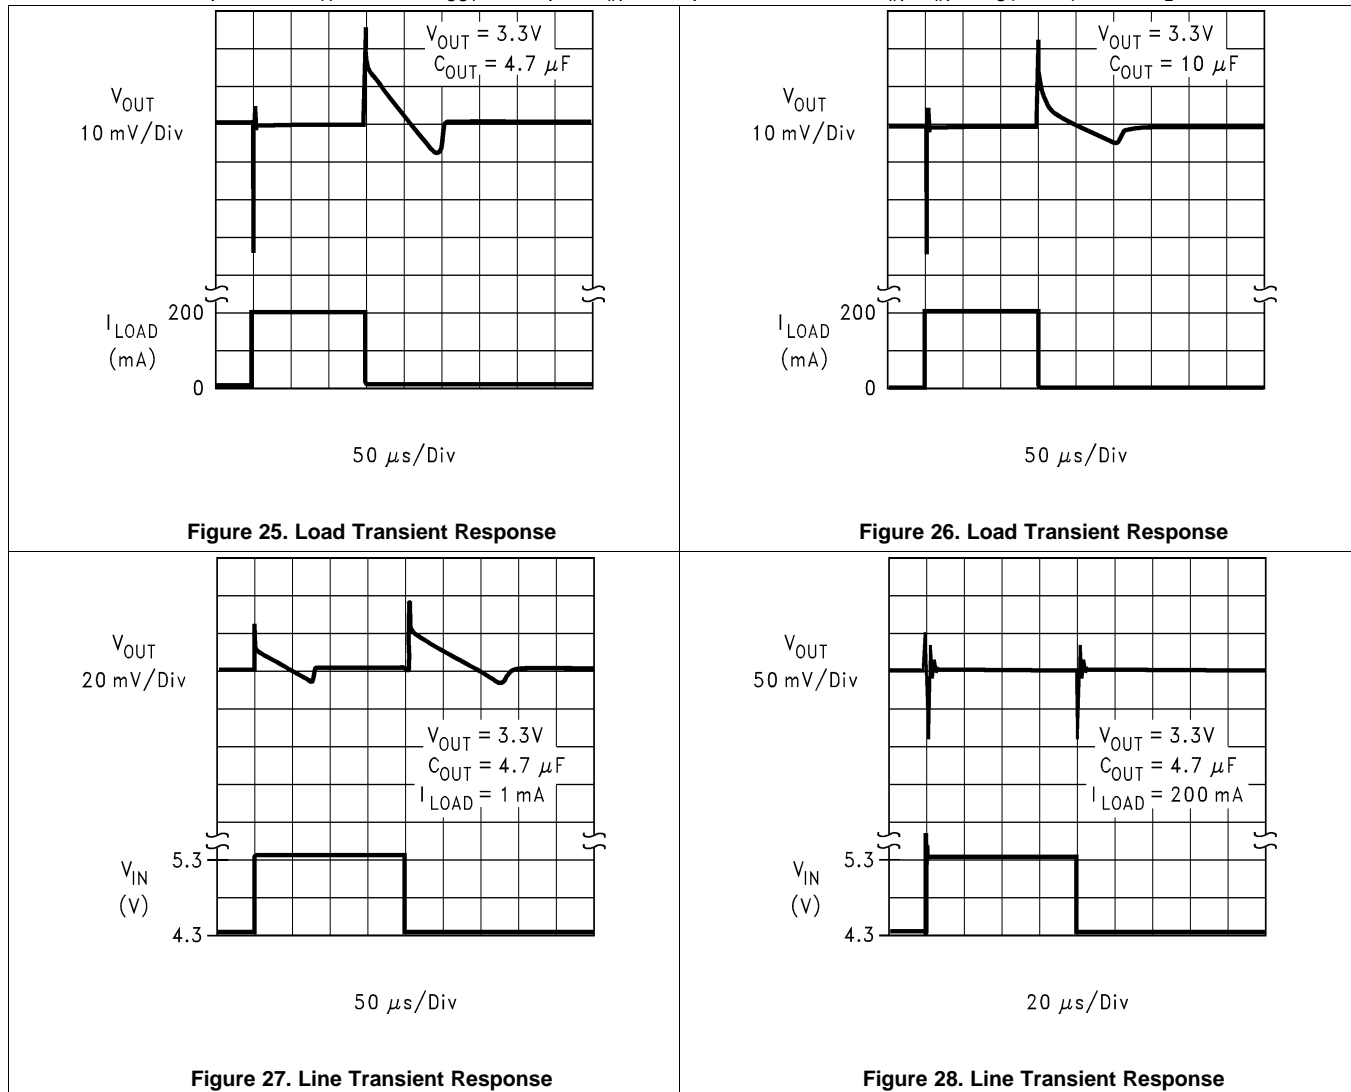 V_OUT = 3.3V
C_OUT = 4.7 μF
V_OUT
10 mV/Div
I_LOAD
(mA)
200
0
50 μs/Div
Figure 25. Load Transient Response
V_OUT = 3.3V
C_OUT = 10 μF
V_OUT
10 mV/Div
I_LOAD
(mA)
200
0
50 μs/Div
Figure 26. Load Transient Response
V_OUT
20 mV/Div
V_OUT = 3.3V
C_OUT = 4.7 μF
I_LOAD = 1 mA
V_IN
(V)
5.3
4.3
50 μs/Div
Figure 27. Line Transient Response
V_OUT
50 mV/Div
V_OUT = 3.3V
C_OUT = 4.7 μF
I_LOAD = 200 mA
V_IN
(V)
5.3
4.3
20 μs/Div
Figure 28. Line Transient Response